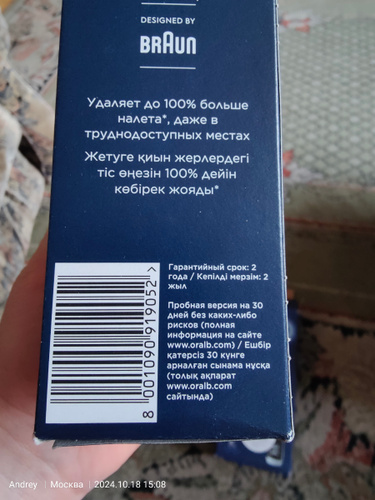 DESIGNED BY
BRAUN
Удаляет до 100% больше
налета*, даже в
труднодоступных местах
Жетуге қиын жерлердегі
тіс өңезін 100% дейін
көбірек жояды*
Гарантийный срок: 2
года / Кепілді мерзім: 2
жыл
Пробная версия на 30
дней без каких-либо
рисков (полная
информация на сайте
www.oralb.com) / Ешбір
қатерсіз 30 күнге
арналған сынама нұсқа
(толық ақпарат
www.oralb.com
сайтында)
8 001090 919052 >
Andrey | Москва | 2024.10.18 15:08